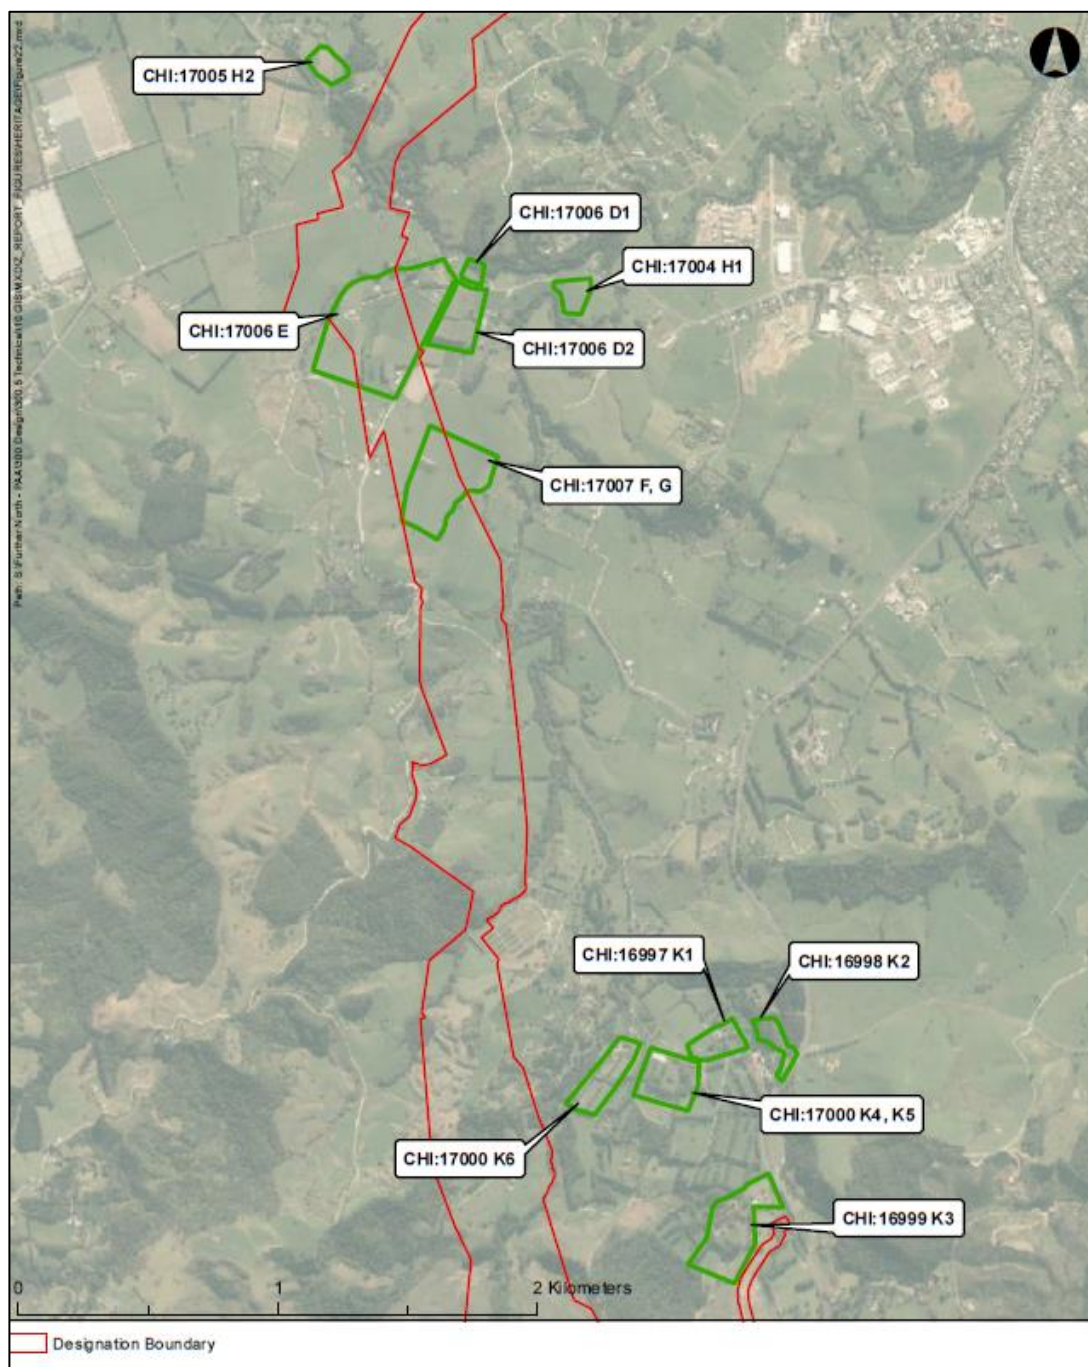 CHI:17005 H2
CHI:17006 D1
CHI:17004 H1
CHI:17006 E
CHI:17006 D2
CHI:17007 F, G
CHI:16997 K1
CHI:16998 K2
CHI:17000 K4, K5
CHI:17000 K6
CHI:16999 K3
0
1
2 Kilometers
Designation Boundary